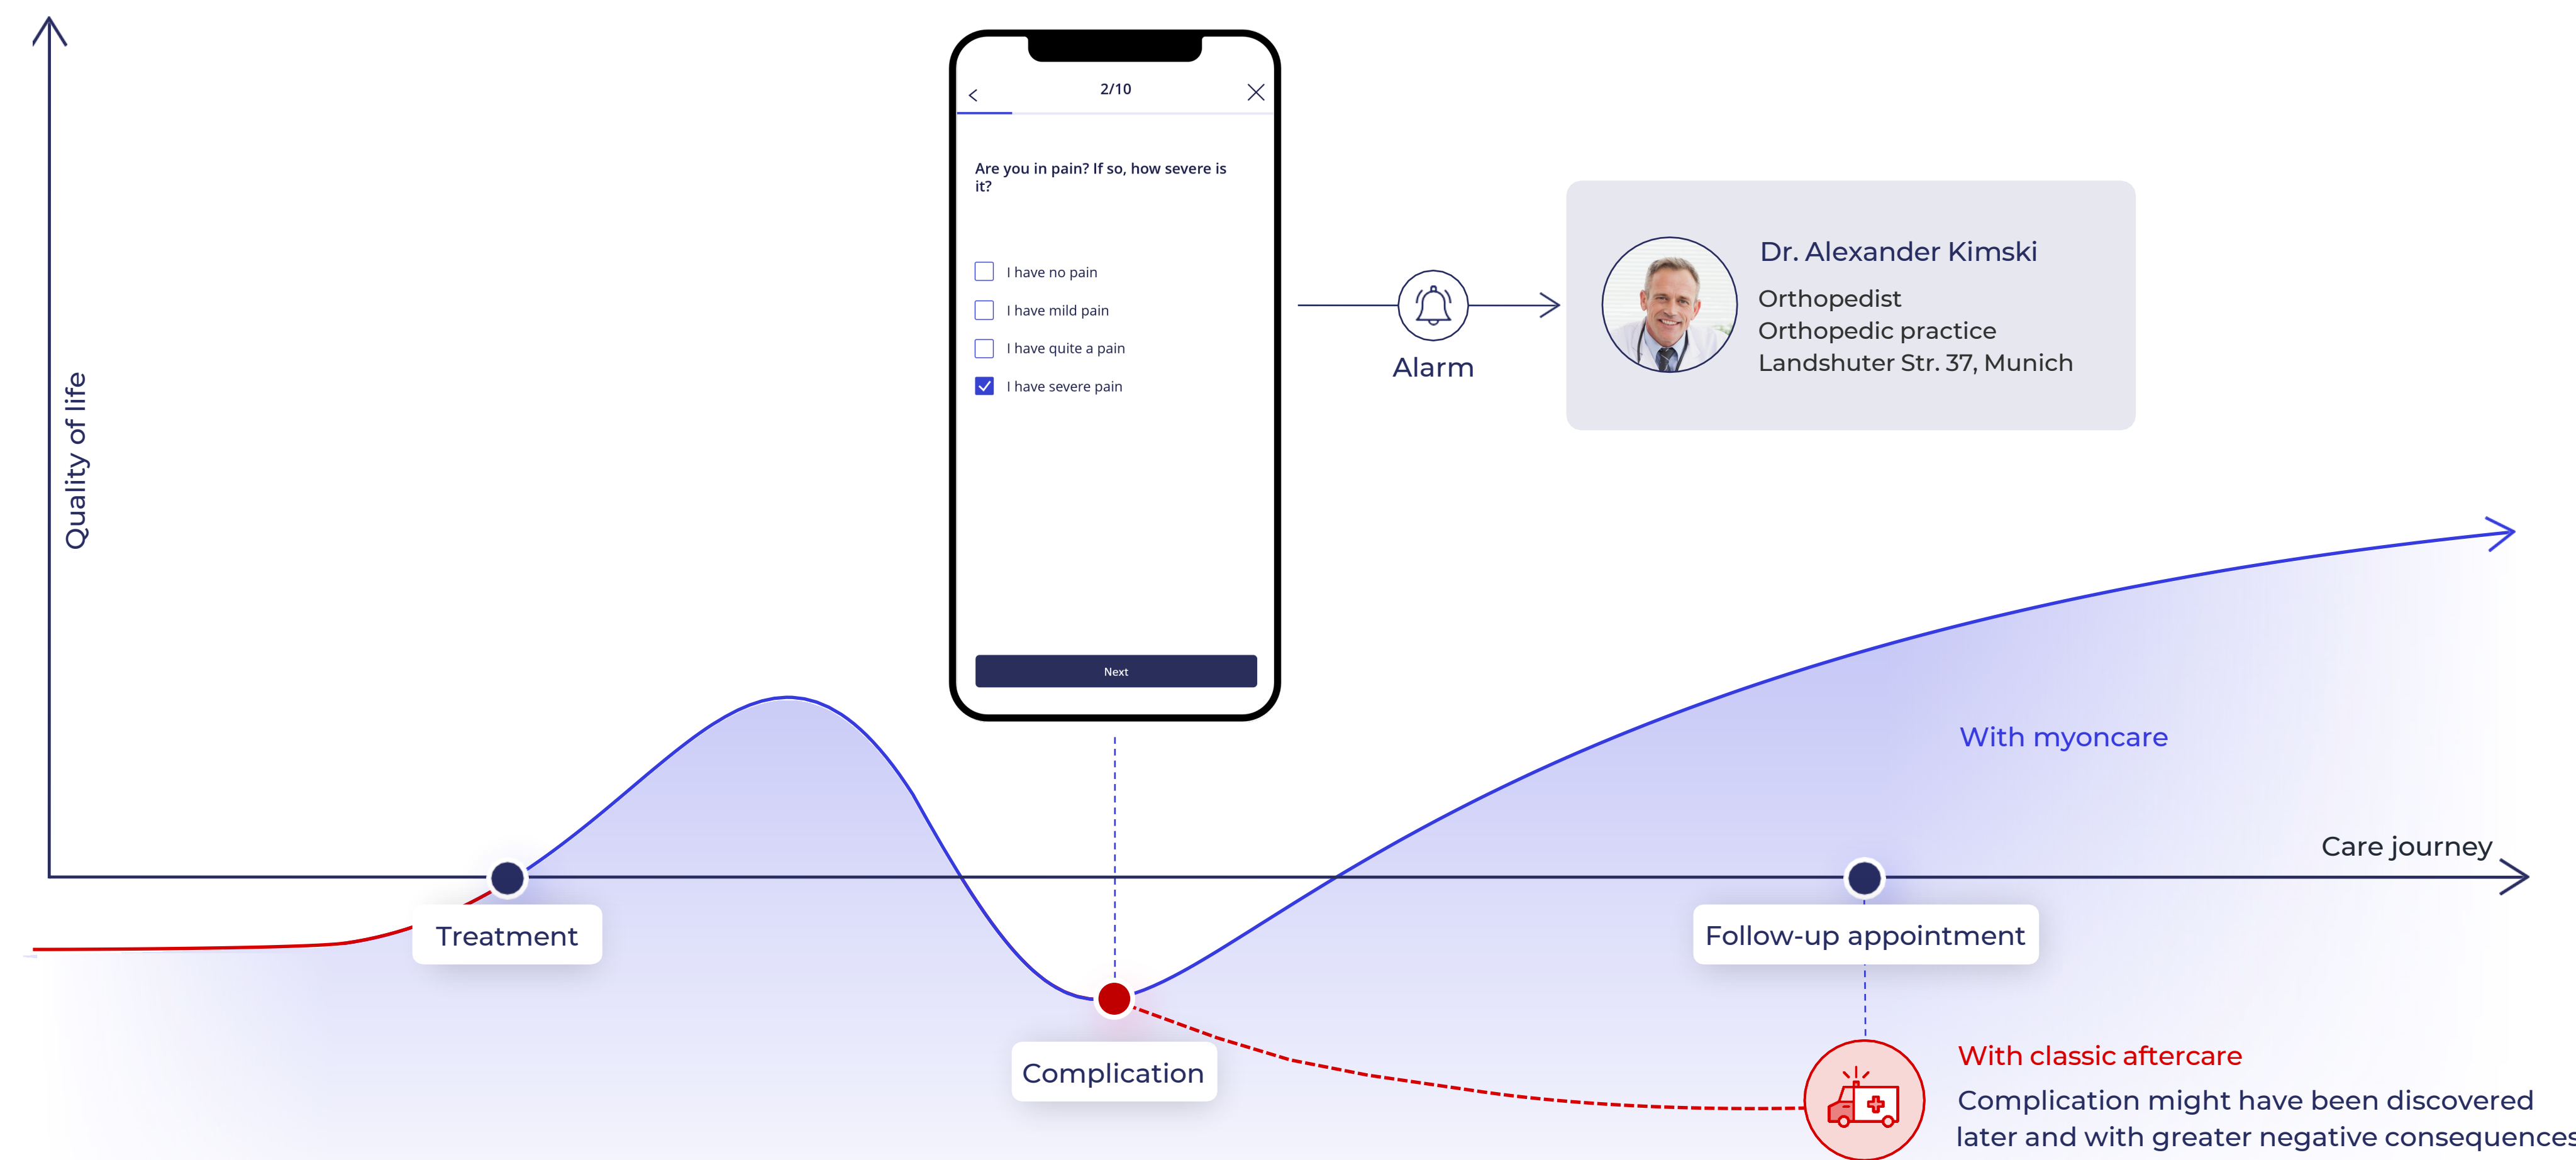 Quality of life
2/10
Are you in pain? If so, how severe is
it?
I have no pain
I have mild pain
I have quite a pain
I have severe pain
Next
Alarm
Dr. Alexander Kimski
Orthopedist
Orthopedic practice
Landshuter Str. 37, Munich
With myoncare
Care journey
Treatment
Follow-up appointment
Complication
With classic aftercare
Complication might have been discovered
later and with greater negative consequences